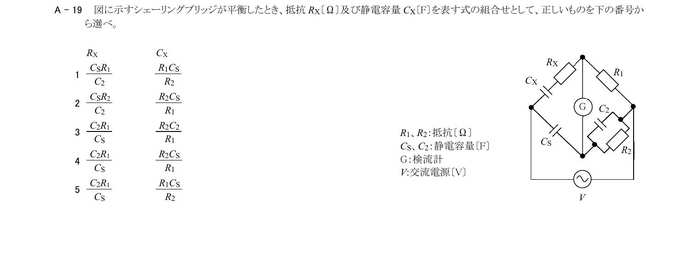 A － 19 図に示すシェーリングブリッジが平衡したとき、抵抗 RX〔Ω〕及び静電容量 CX〔F〕を表す式の組合せとして、正しいものを下の番号か
ら選べ。
RX CX
1 CSR1/C2 R1CS/R2
2 CSR2/C2 R2CS/R1
3 C2R1/CS R2C2/R1
4 C2R1/CS R2CS/R1
5 C2R1/CS R1CS/R2
R1、R2:抵抗〔Ω〕
CS、C2:静電容量〔F〕
G:検流計
V:交流電源〔V〕
RX
R1
CX
G
C2
CS
R2
V